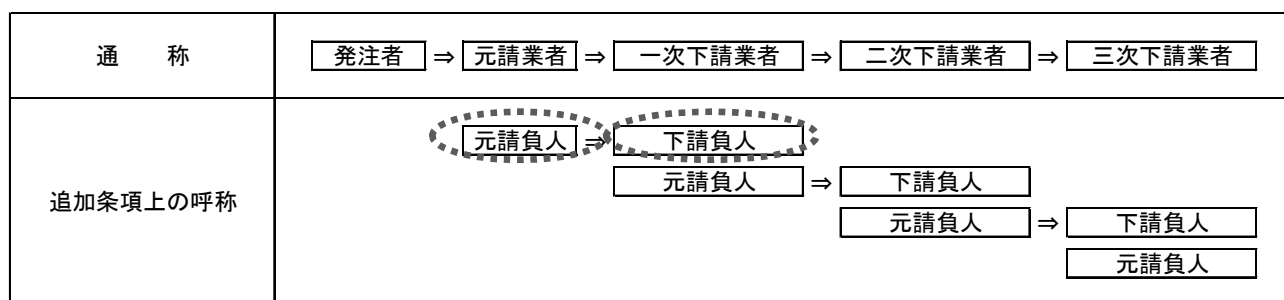 通　　称　発注者 ⇒ 元請業者 ⇒ 一次下請業者 ⇒ 二次下請業者 ⇒ 三次下請業者
元請負人 ⇒ 下請負人
元請負人 ⇒ 下請負人
追加条項上の呼称
元請負人 ⇒ 下請負人
元請負人